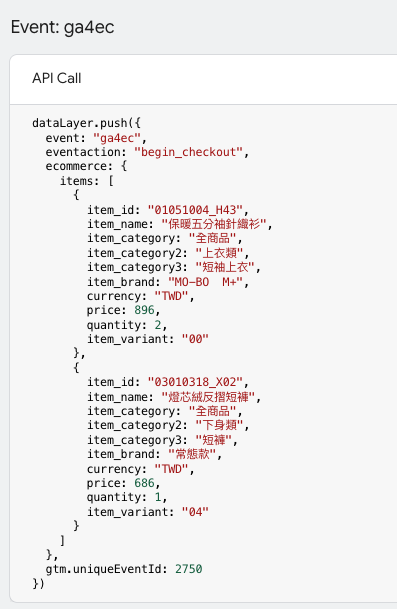 Event: ga4ec
API Call
dataLayer.push({
event: "ga4ec",
eventaction: "begin_checkout",
ecommerce: {
items: [
{
item_id: "01051004_H43",
item_name: "保暖五分袖針織衫",
item_category: "全商品",
item_category2: "上衣類",
item_category3: "短袖上衣",
item_brand: "MO-BO  M+",
currency: "TWD",
price: 896,
quantity: 2,
item_variant: "00"
},
{
item_id: "03010318_X02",
item_name: "燈芯絨反摺短褲",
item_category: "全商品",
item_category2: "下身類",
item_category3: "短褲",
item_brand: "常態款",
currency: "TWD",
price: 686,
quantity: 1,
item_variant: "04"
}
]
},
gtm.uniqueEventId: 2750
})